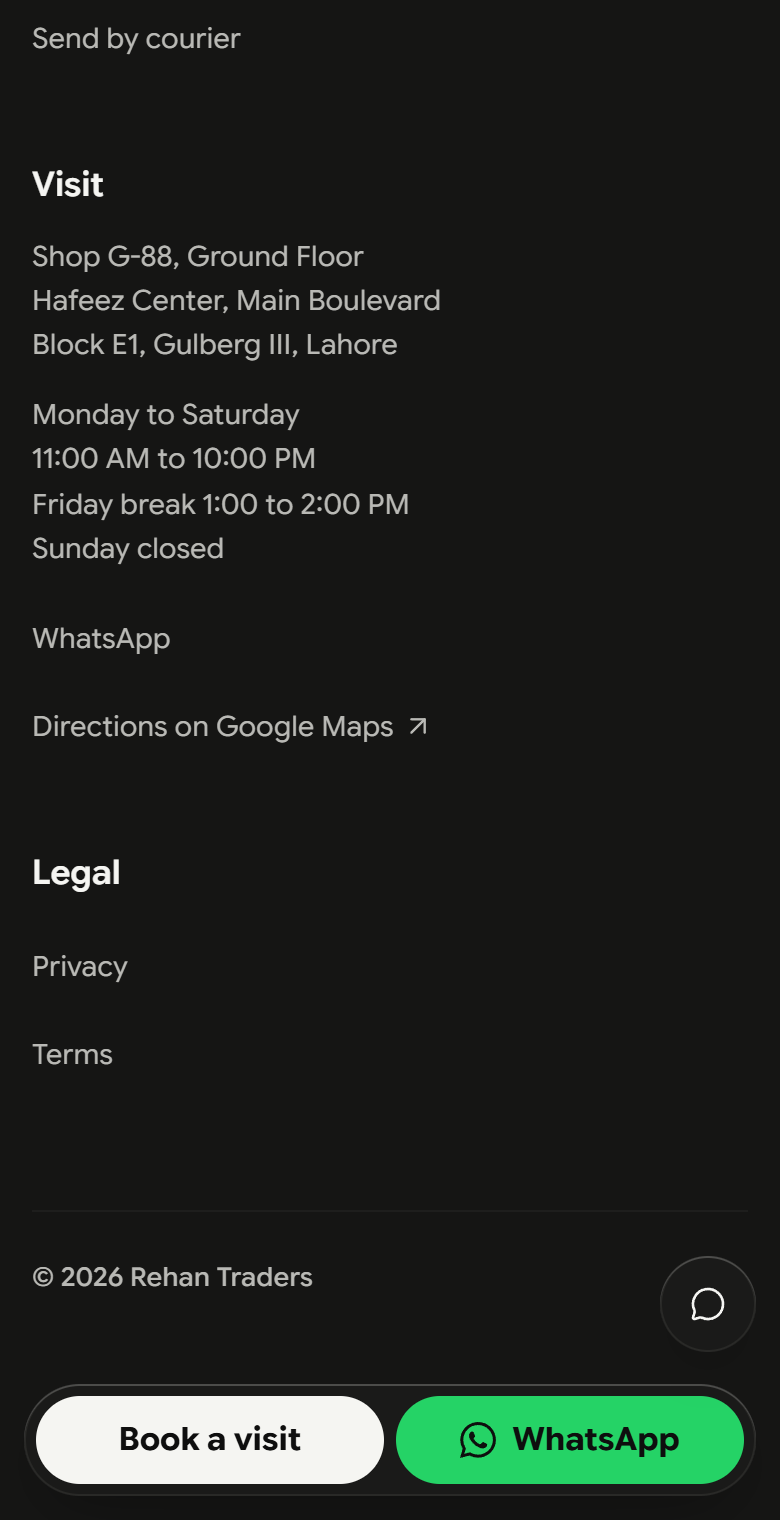 Send by courier
Visit
Shop G-88, Ground Floor
Hafeez Center, Main Boulevard
Block E1, Gulberg III, Lahore
Monday to Saturday
11:00 AM to 10:00 PM
Friday break 1:00 to 2:00 PM
Sunday closed
WhatsApp
Directions on Google Maps
Legal
Privacy
Terms
© 2026 Rehan Traders
Book a visit
WhatsApp